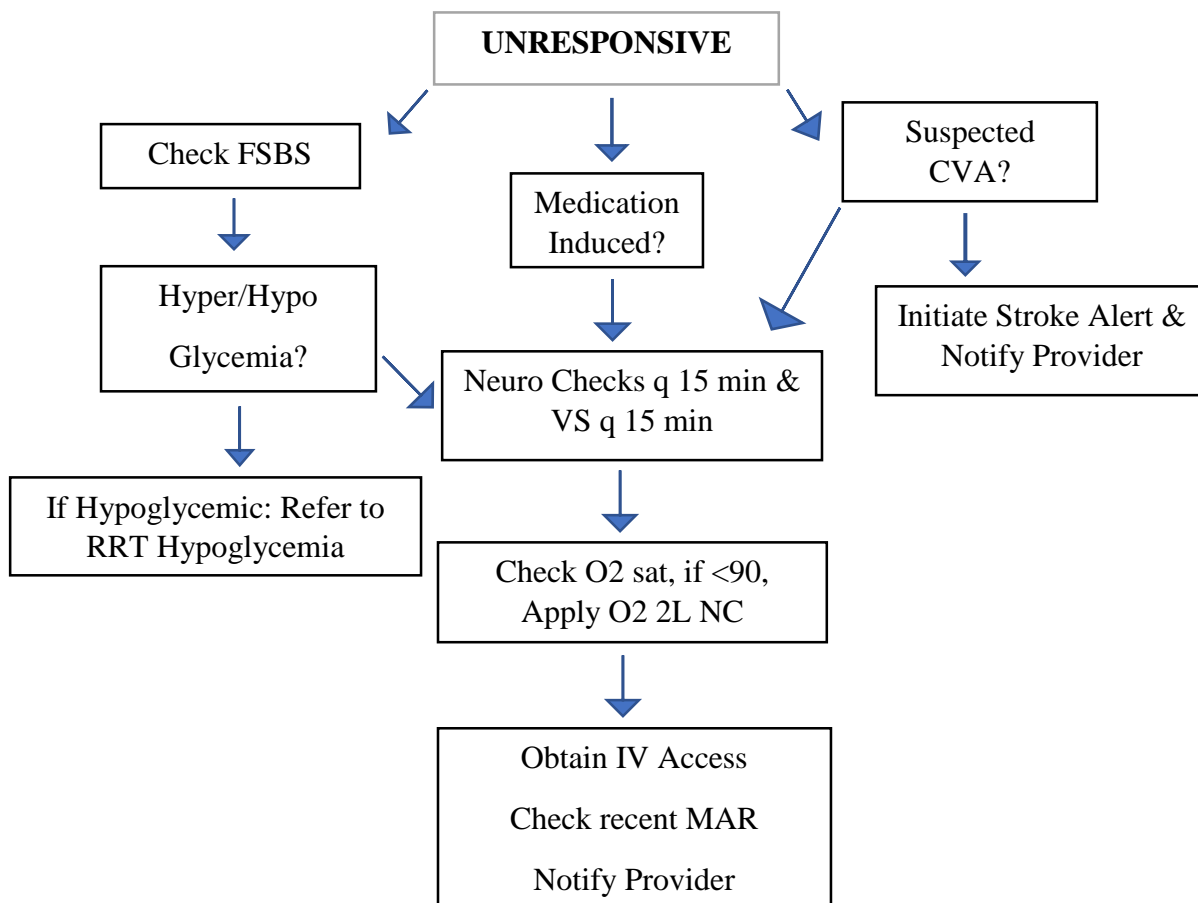 UNRESPONSIVE
Check FSBS
Medication
Induced?
Suspected
CVA?
Hyper/Hypo
Glycemia?
Initiate Stroke Alert &
Notify Provider
Neuro Checks q 15 min &
VS q 15 min
If Hypoglycemic: Refer to
RRT Hypoglycemia
Check O2 sat, if <90,
Apply O2 2L NC
Obtain IV Access
Check recent MAR
Notify Provider